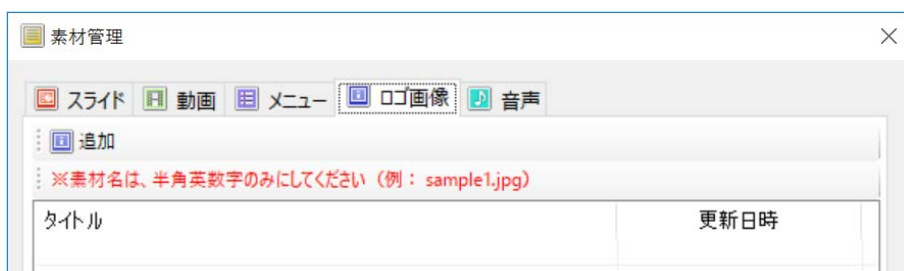 素材管理
スライド 動画 メニュー ロゴ画像 音声
追加
※素材名は、半角英数字のみにしてください（例： sample1.jpg）
タイトル 更新日時